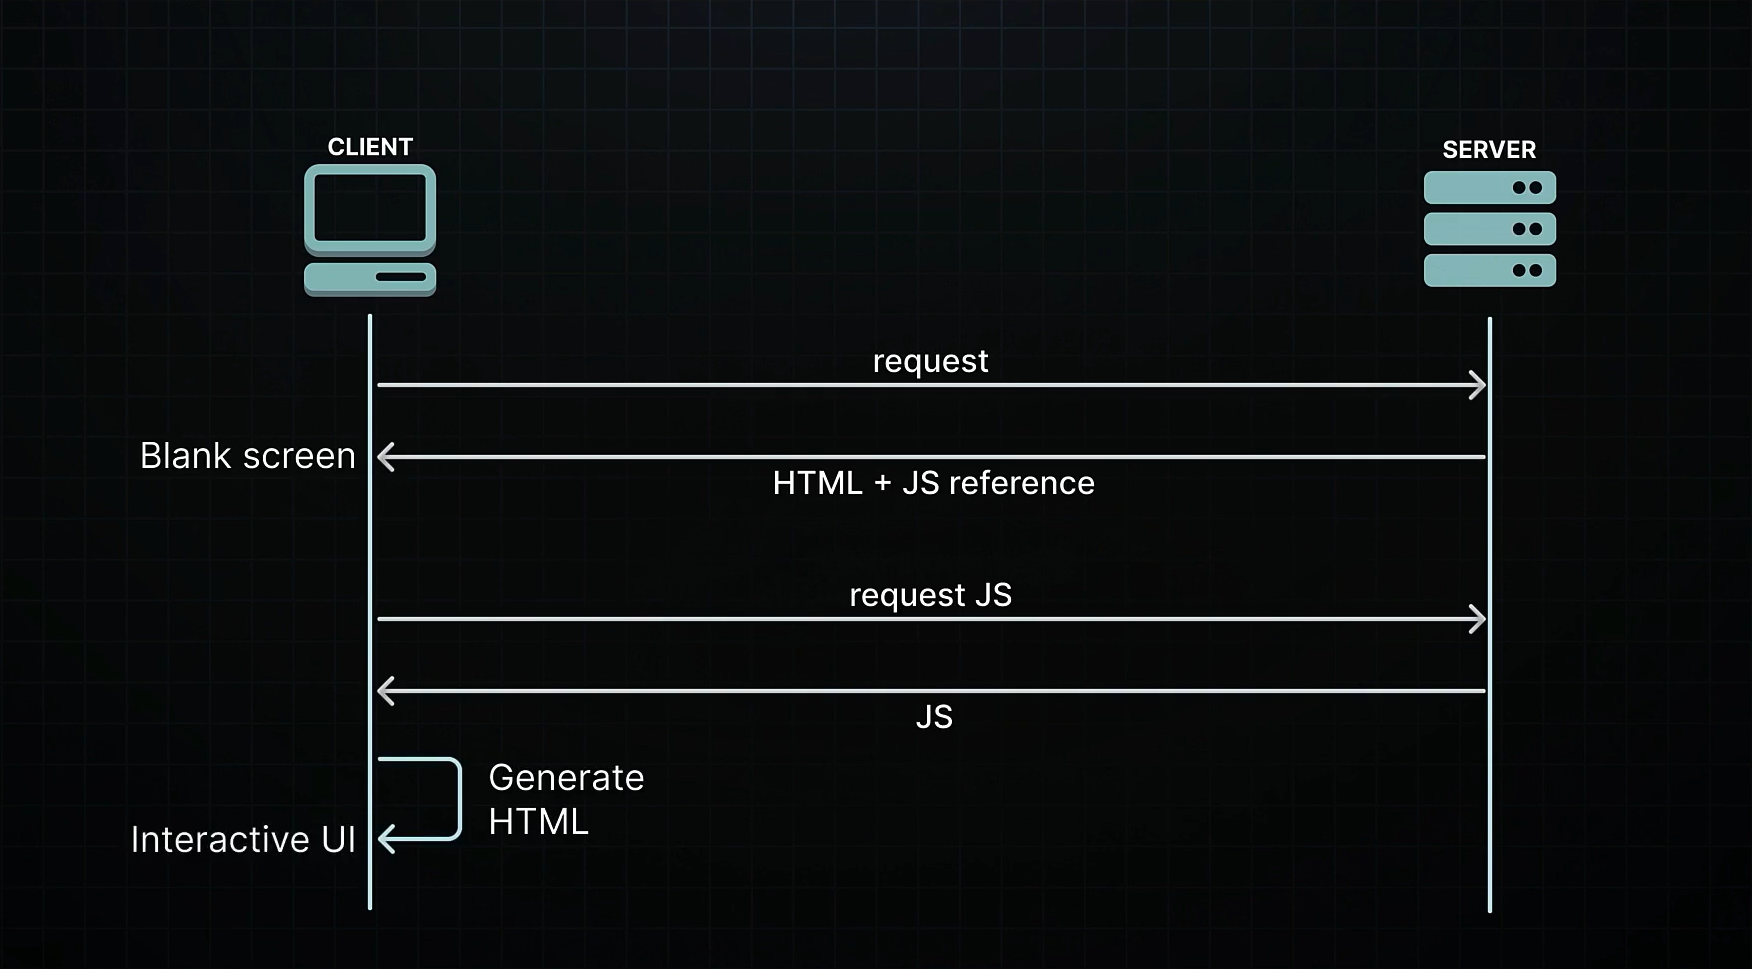 CLIENT
SERVER
request
Blank screen
HTML + JS reference
request JS
JS
Generate
HTML
Interactive UI